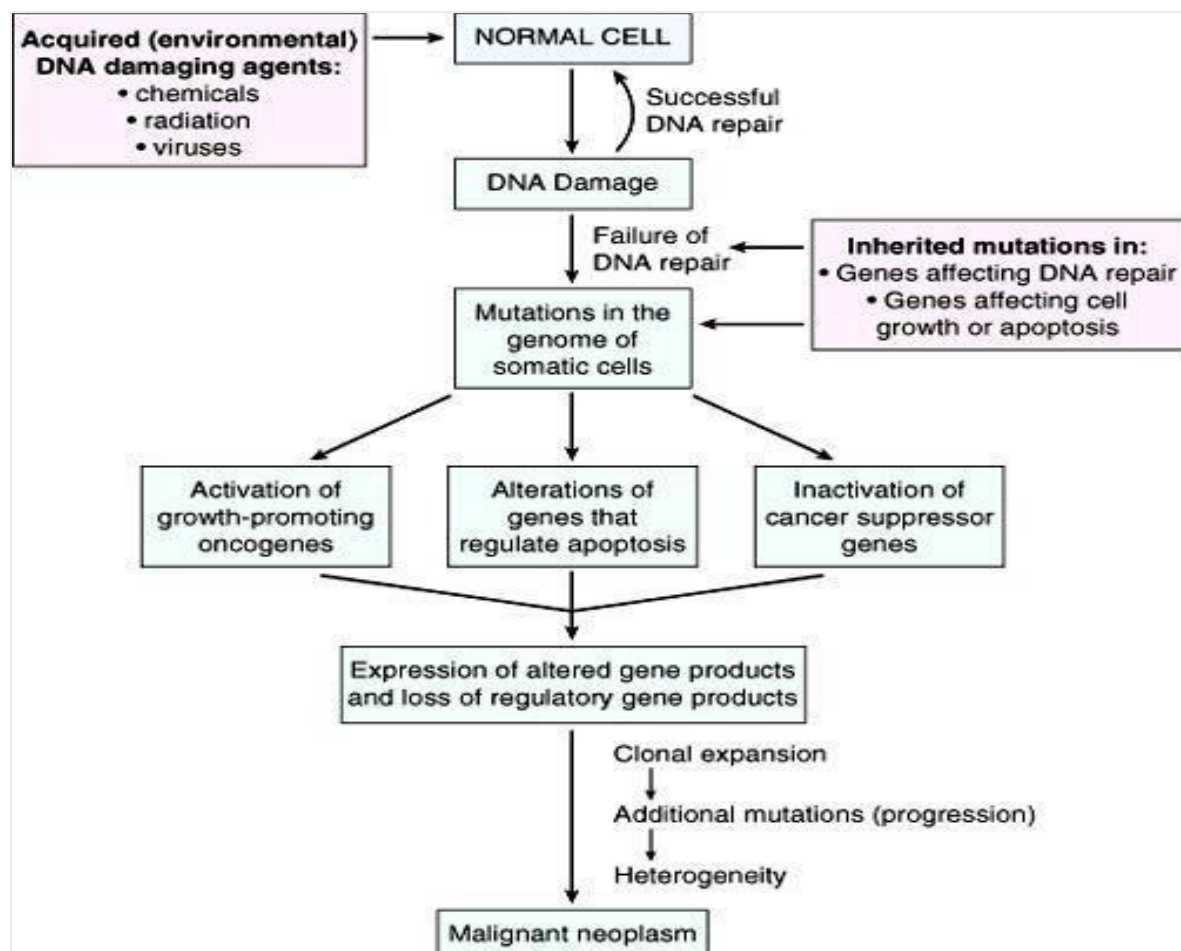 Acquired (environmental)
DNA damaging agents:
• chemicals
• radiation
• viruses
NORMAL CELL
Successful
DNA repair
DNA Damage
Failure of
DNA repair
Inherited mutations in:
• Genes affecting DNA repair
• Genes affecting cell
growth or apoptosis
Mutations in the
genome of
somatic cells
Activation of
growth-promoting
oncogenes
Alterations of
genes that
regulate apoptosis
Inactivation of
cancer suppressor
genes
Expression of altered gene products
and loss of regulatory gene products
Clonal expansion
Additional mutations (progression)
Heterogeneity
Malignant neoplasm